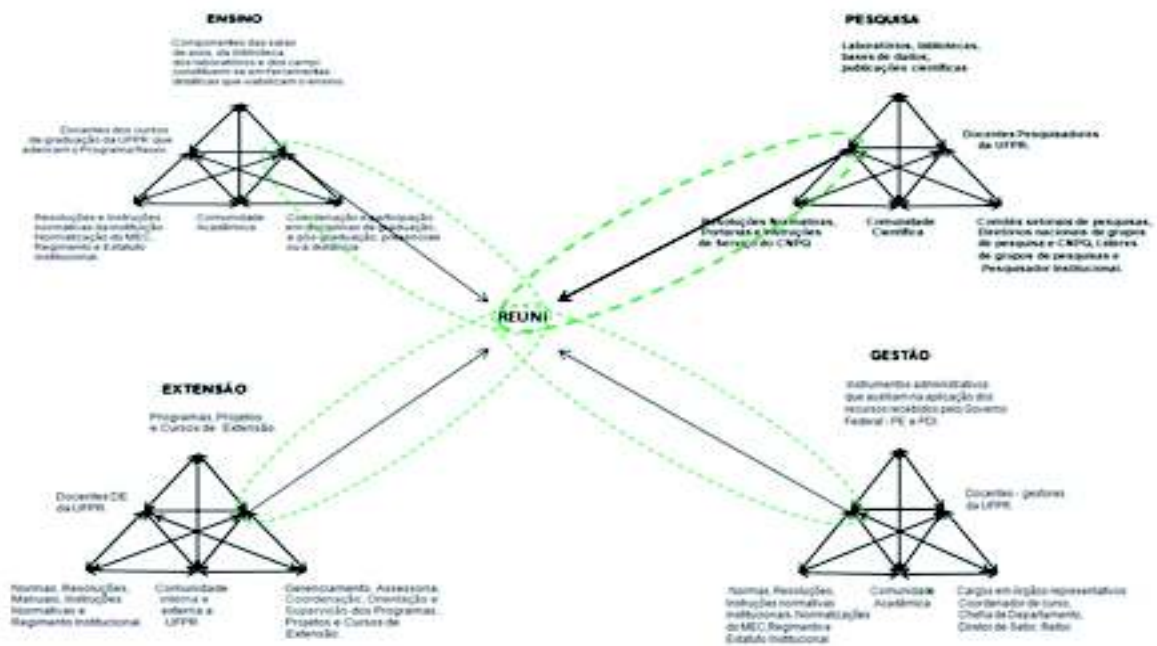 ENSINO
Componentes das salas
de aula, da biblioteca
dos laboratórios e dos campi
constituem-se em ferramentas
didáticas que viabilizam o ensino.
Docentes dos cursos
de graduação da UFPR que
aderiram o Programa Reuni
Resoluções e Instruções
normativas da Instituição
Normatização do MEC,
Regimento e Estatuto
Institucional.
Comunidade
Acadêmica
Coordenação e participação
em disciplinas de graduação,
e pós-graduação, presenciais
ou à distância
PESQUISA
Laboratórios, bibliotecas,
bases de dados,
publicações científicas
Docentes Pesquisadores
da UFPR.
Resoluções Normativas,
Portarias e Instruções
de Serviço do CNPQ
Comunidade
Científica
Comitês setoriais de pesquisas,
Diretórios nacionais de grupos
de pesquisa e CNPQ, Líderes
de grupos de pesquisas e
Pesquisador Institucional.
REUNI
EXTENSÃO
Programas, Projetos
e Cursos de Extensão
Docentes DE
da UFPR
Normas, Resoluções,
Manuais, Instruções
Normativas e
Regimento Institucional
Comunidade
interna e
externa a
UFPR
Gerenciamento, Assessoria,
Coordenação, Orientação e
Supervisão dos Programas,
Projetos e Cursos de
Extensão
GESTÃO
Instrumentos administrativos
que auxiliam na aplicação dos
recursos recebidos pelo Governo
Federal - PE e PDI.
Docentes - gestores
da UFPR
Normas, Resoluções,
Instruções normativas
Institucionais, Normatizações
do MEC, Regimento e
Estatuto Institucional
Comunidade
Acadêmica
Cargos em órgãos representativos
Coordenador de curso,
Chefia de Departamento,
Diretor de Setor, Reitor